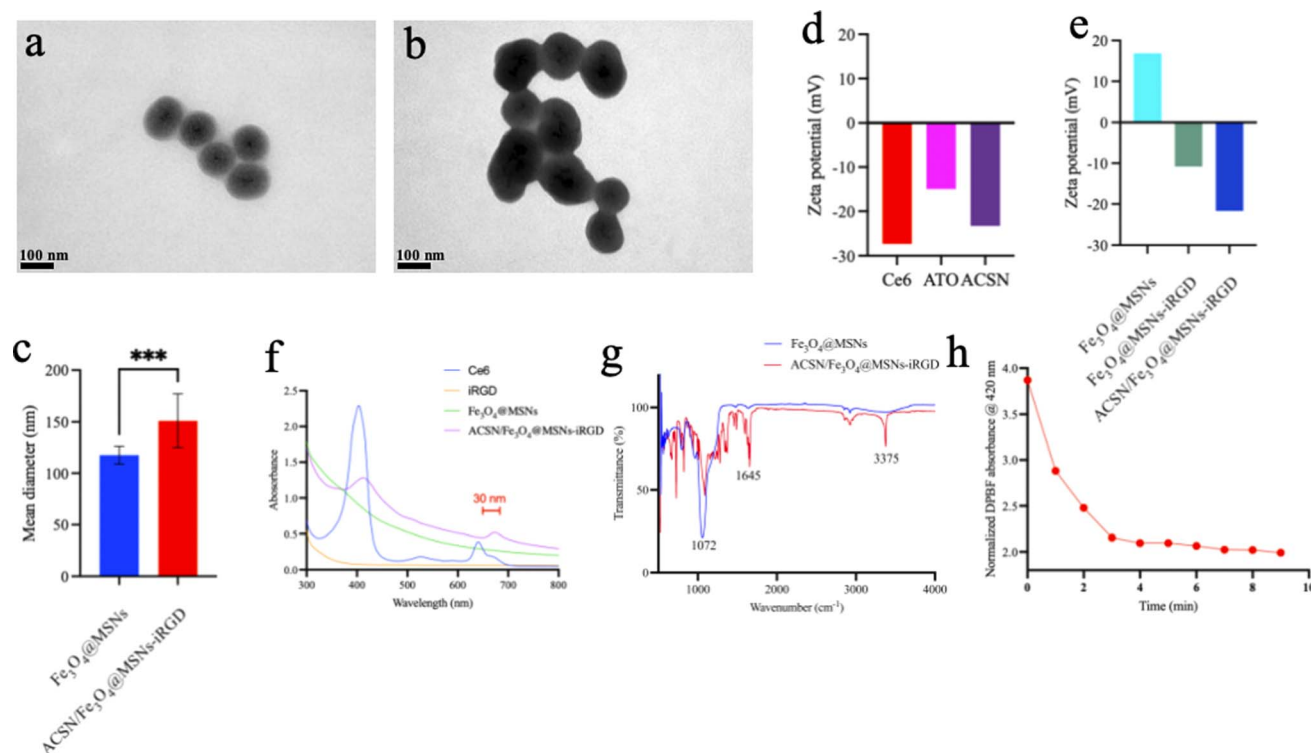 a
100 nm
b
100 nm
c
***
Mean diameter (nm)
200
150
100
50
0
Fe₃O₄@MSNs
ACSN/Fe₃O₄@MSNs-iRGD
d
Zeta potential (mV)
20
10
0
-10
-20
-30
Ce6 ATO ACSN
e
Zeta potential (mV)
20
10
0
-10
-20
-30
Fe₃O₄@MSNs
Fe₃O₄@MSNs-iRGD
ACSN/Fe₃O₄@MSNs-iRGD
f
Ce6
iRGD
Fe₃O₄@MSNs
ACSN/Fe₃O₄@MSNs-iRGD
30 nm
Abosorbance
2.5
2.0
1.5
1.0
0.5
0.0
300 400 500 600 700 800
Wavelength (nm)
g
Fe₃O₄@MSNs
ACSN/Fe₃O₄@MSNs-iRGD
Transmittance (%)
100
50
0
1072
1645
3375
1000 2000 3000 4000
Wavenumber (cm⁻¹)
h
Normalized DPBF absorbance @ 420 nm
4.0
3.5
3.0
2.5
2.0
0 2 4 6 8 10
Time (min)